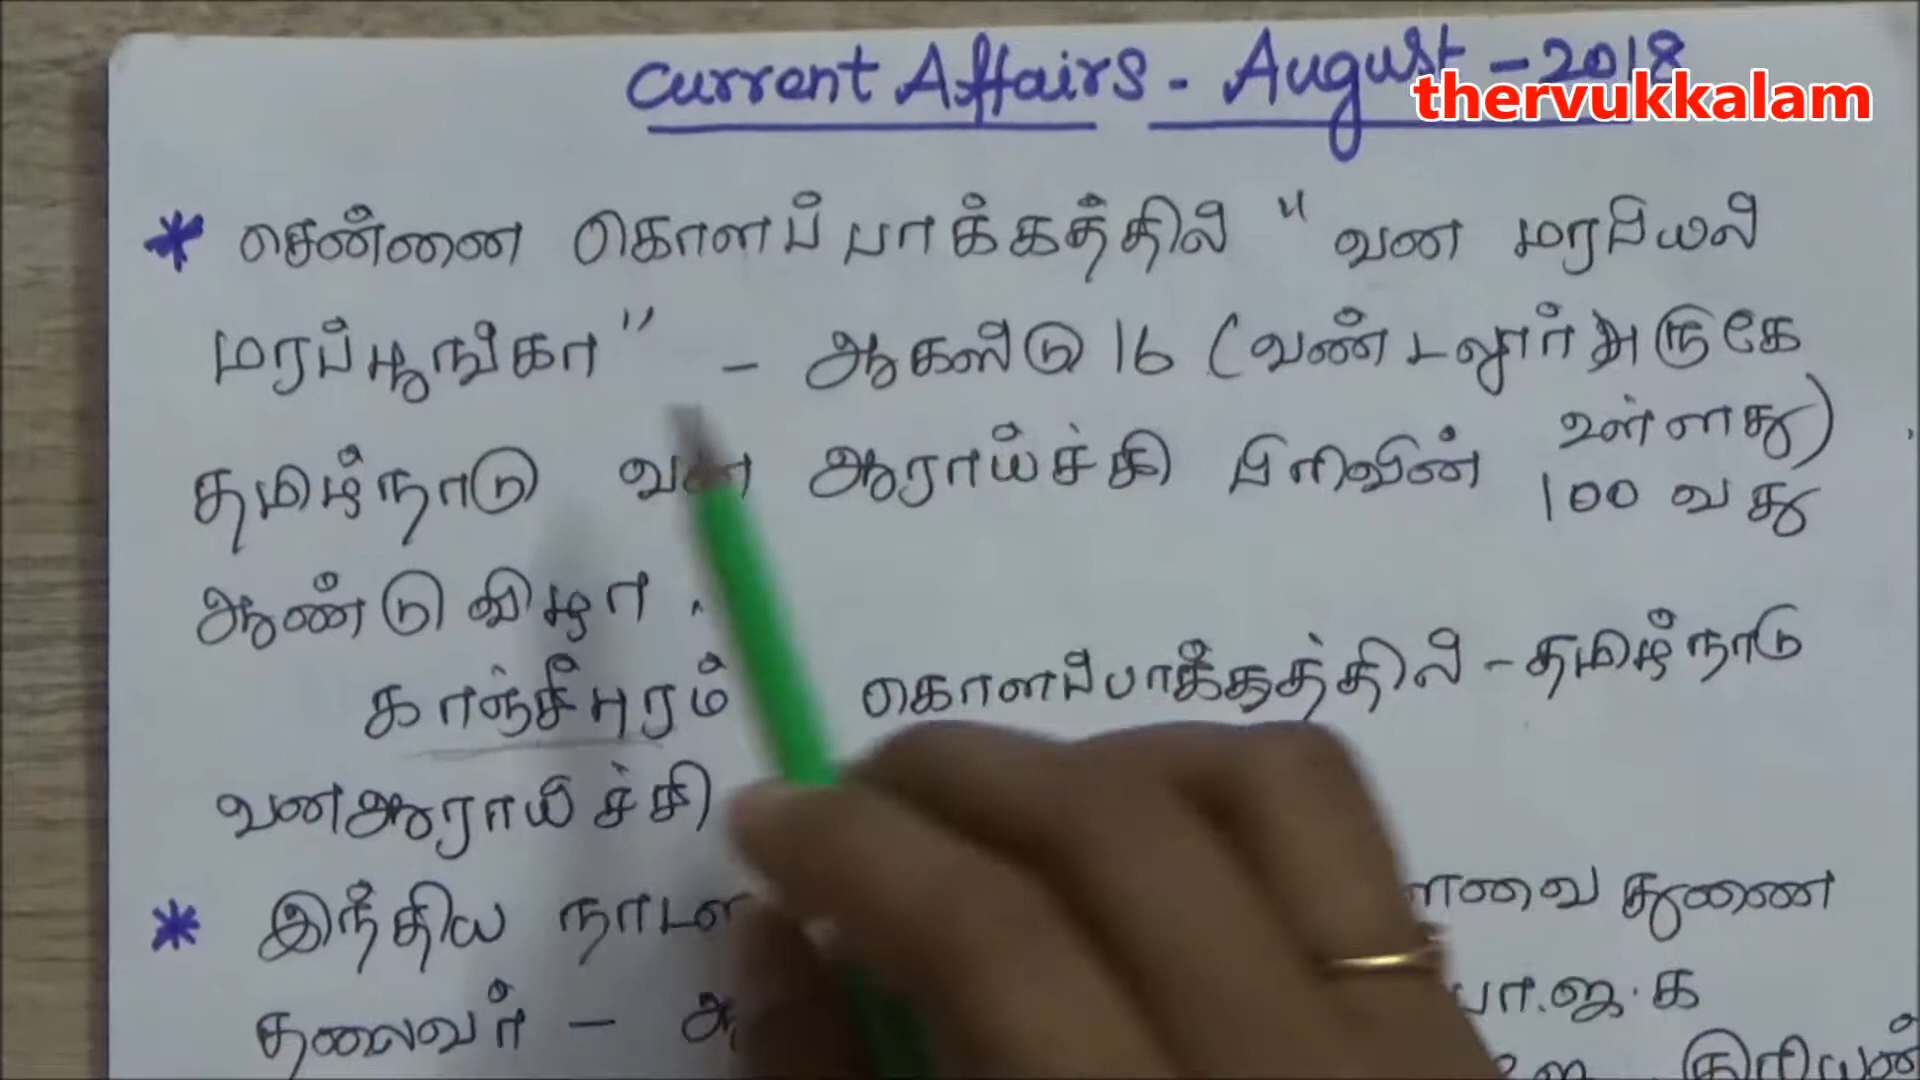 Current Affairs - August - 2018
thervukkalam
* சென்னை கொளப்பாக்கத்தில் "வன மரபியல்
மரப்பூங்கா" - ஆகஸ்டு 16 (வண்டலூர் அருகே
உள்ளது)
தமிழ்நாடு வன ஆராய்ச்சி பிரிவின் 100 வது
ஆண்டு விழா.
காஞ்சீபுரம் கொளப்பாக்கத்தில் - தமிழ்நாடு
வனஆராய்ச்சி
* இந்திய துணை
தலைவர் - பா.ஜ.க